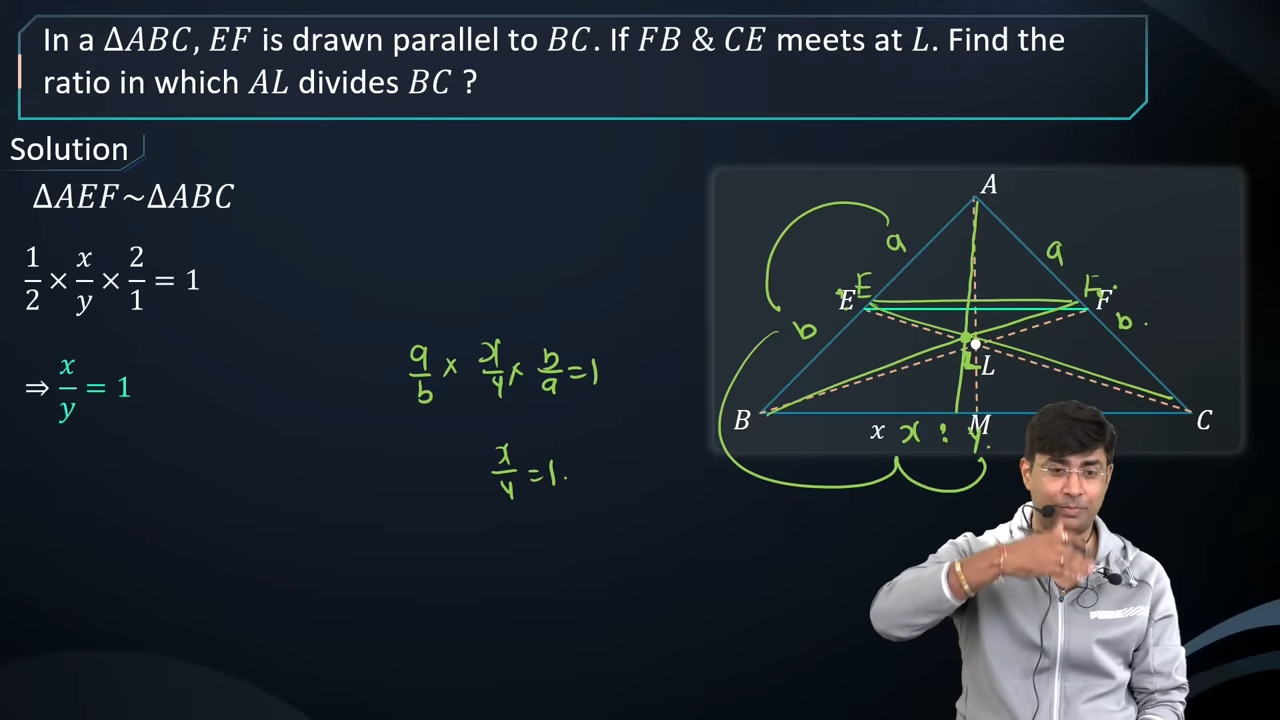 In a ΔABC, EF is drawn parallel to BC. If FB & CE meets at L. Find the
ratio in which AL divides BC ?
Solution
ΔAEF~ΔABC
1/2 × x/y × 2/1 = 1
⇒ x/y = 1
a/b × x/y × b/a = 1
x/y = 1.
A
a
a
E
E
F
F
b
b
L
L
B
x
x : y
M
C